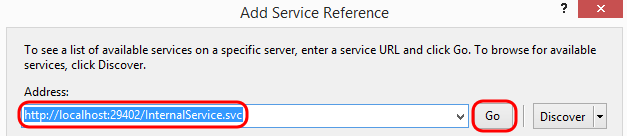 Add Service Reference
?
To see a list of available services on a specific server, enter a service URL and click Go. To browse for available
services, click Discover.
Address:
http://localhost:29402/InternalService.svc
Go
Discover